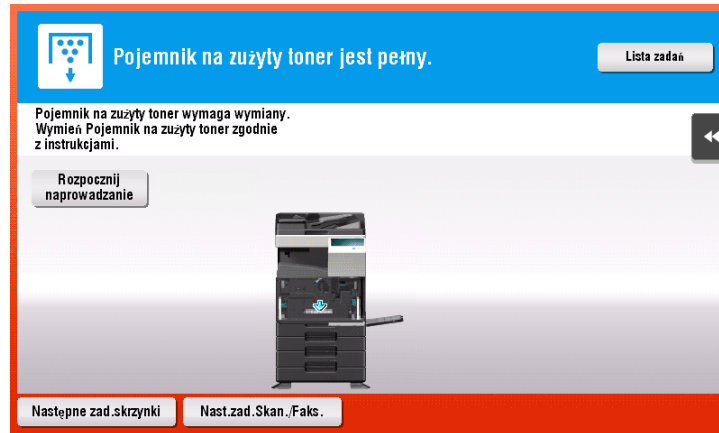 Pojemnik na zużyty toner jest pełny.
Lista zadań
Pojemnik na zużyty toner wymaga wymiany.
Wymień Pojemnik na zużyty toner zgodnie
z instrukcjami.
Rozpocznij
naprowadzanie
Następne zad.skrzynki
Nast.zad.Skan./Faks.